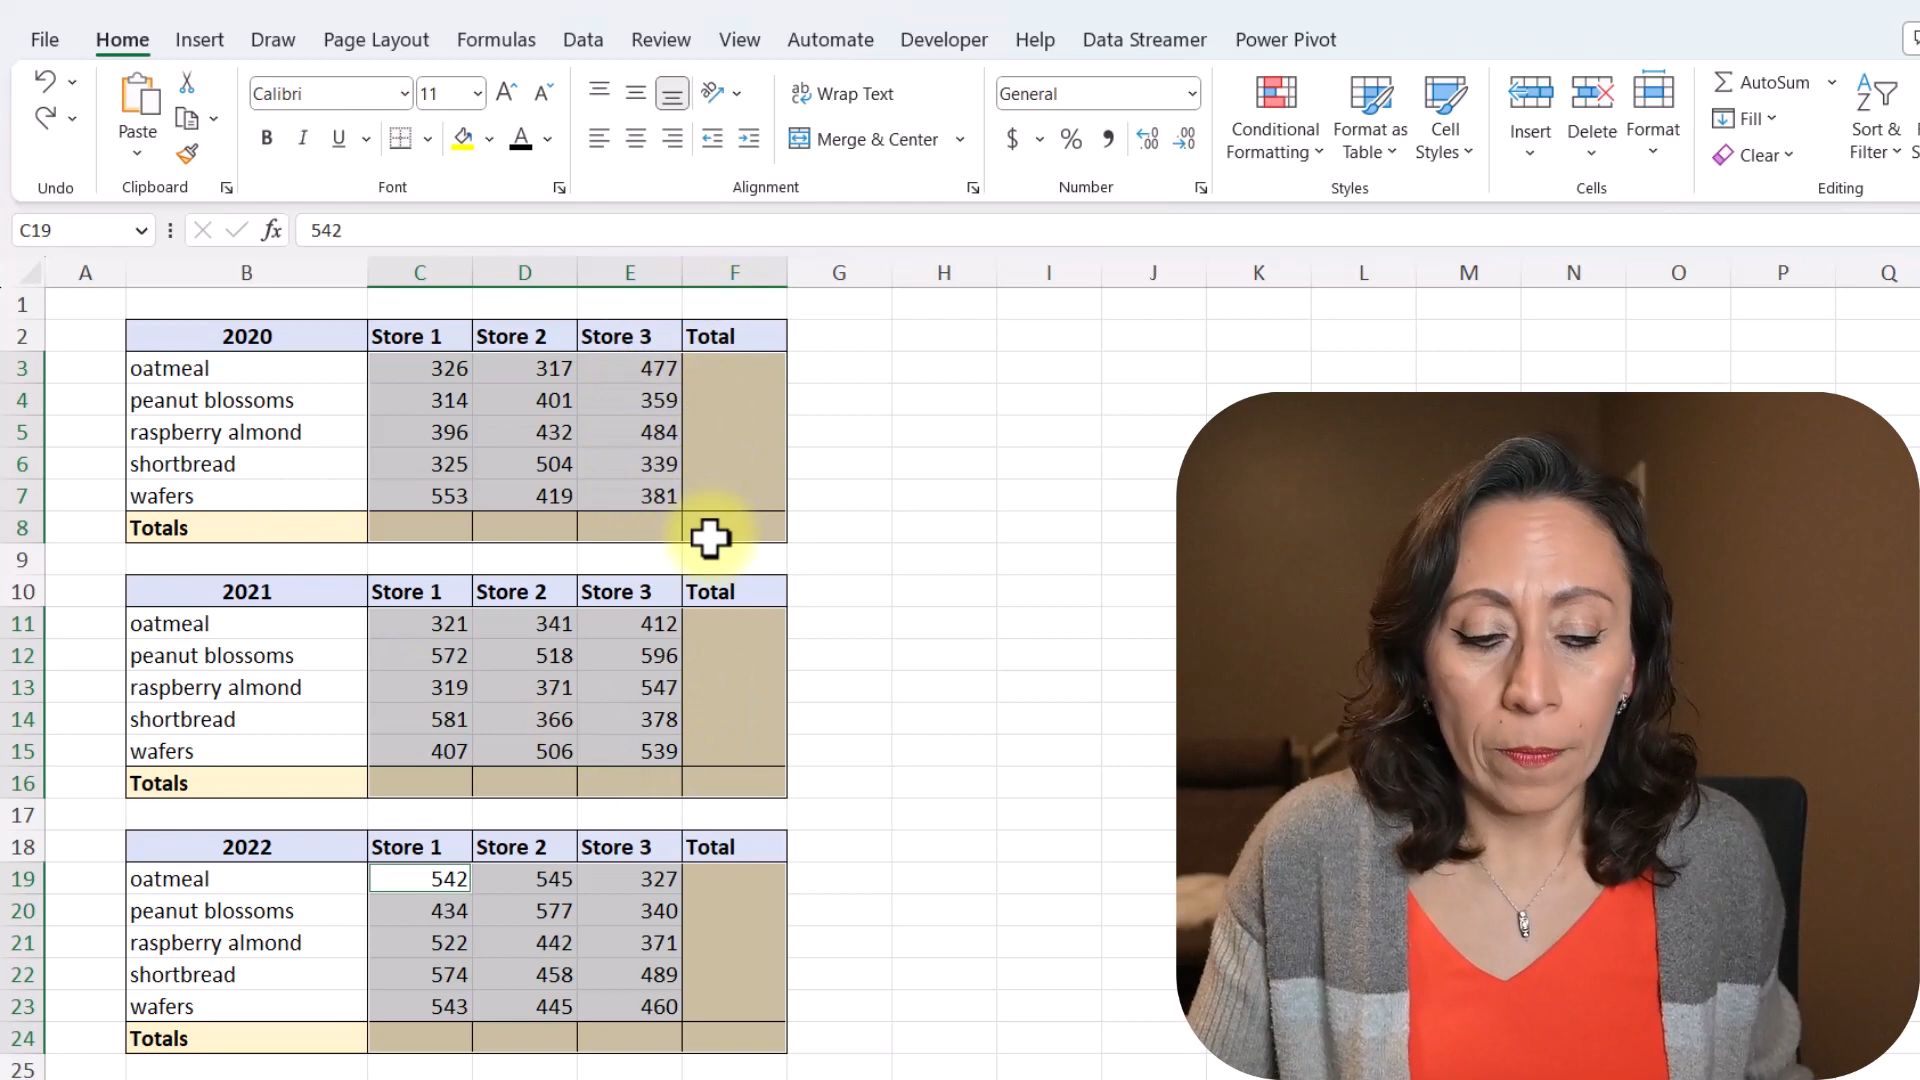 File Home Insert Draw Page Layout Formulas Data Review View Automate Developer Help Data Streamer Power Pivot
Calibri 11 Wrap Text General AutoSum
Paste B I U Merge & Center $ % , Conditional Formatting Format as Table Cell Styles Insert Delete Format Fill Clear Sort & Filter
Undo Clipboard Font Alignment Number Styles Cells Editing
C19 fx 542
A B C D E F G H I J K L M N O P Q
1
2 2020 Store 1 Store 2 Store 3 Total
3 oatmeal 326 317 477
4 peanut blossoms 314 401 359
5 raspberry almond 396 432 484
6 shortbread 325 504 339
7 wafers 553 419 381
8 Totals
9
10 2021 Store 1 Store 2 Store 3 Total
11 oatmeal 321 341 412
12 peanut blossoms 572 518 596
13 raspberry almond 319 371 547
14 shortbread 581 366 378
15 wafers 407 506 539
16 Totals
17
18 2022 Store 1 Store 2 Store 3 Total
19 oatmeal 542 545 327
20 peanut blossoms 434 577 340
21 raspberry almond 522 442 371
22 shortbread 574 458 489
23 wafers 543 445 460
24 Totals
25